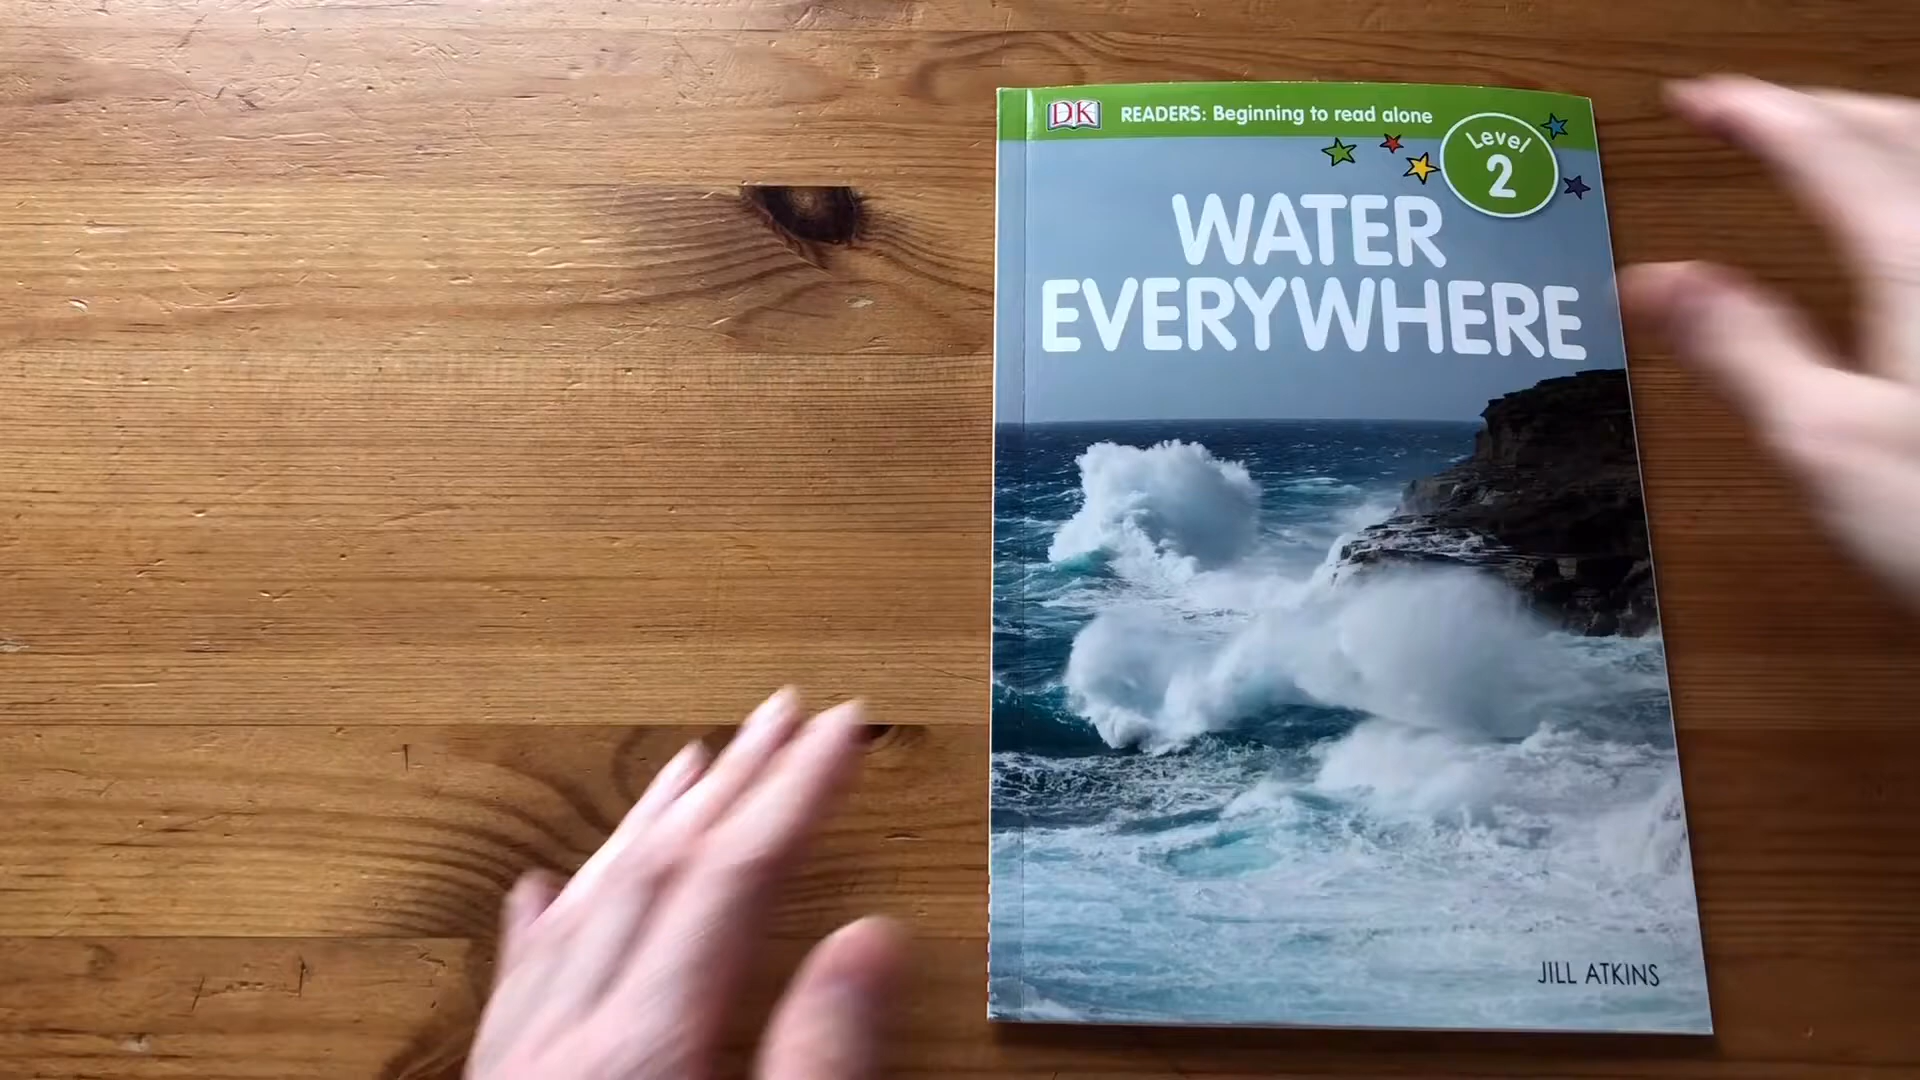 DK READERS: Beginning to read alone
Level
2
WATER
EVERYWHERE
JILL ATKINS